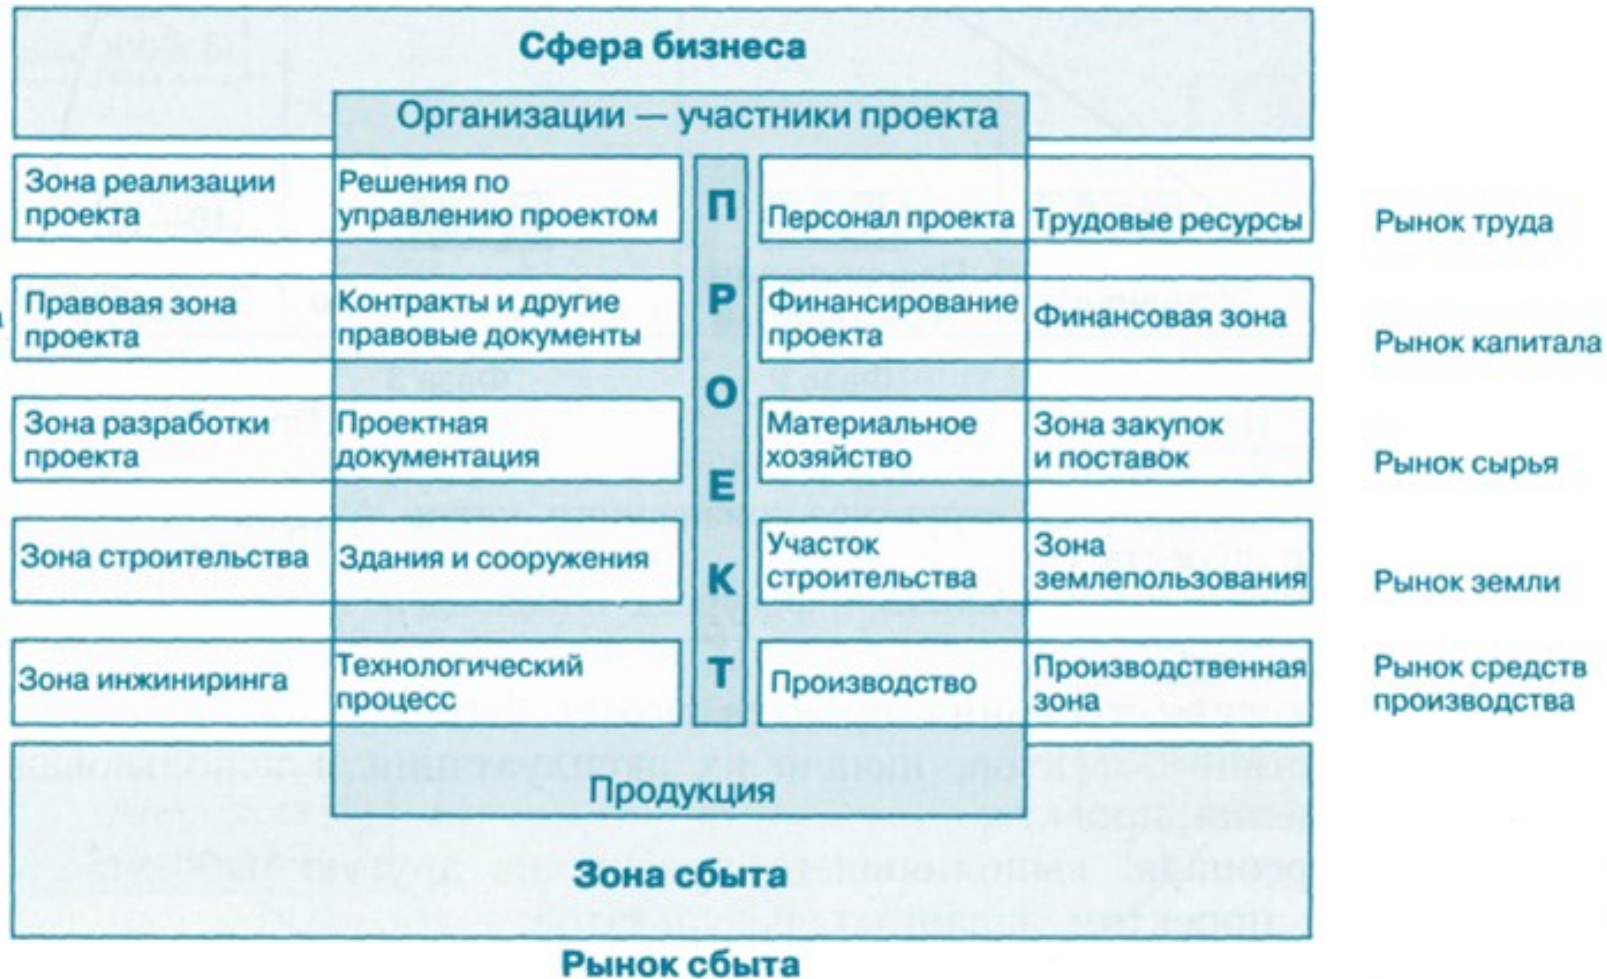 Сфера бизнеса
Организации — участники проекта
Зона реализации
проекта
Решения по
управлению проектом
Персонал проекта
Трудовые ресурсы
Рынок труда
Правовая зона
проекта
Контракты и другие
правовые документы
Финансирование
проекта
Финансовая зона
Рынок капитала
Зона разработки
проекта
Проектная
документация
Материальное
хозяйство
Зона закупок
и поставок
Рынок сырья
Зона строительства
Здания и сооружения
Участок
строительства
Зона
землепользования
Рынок земли
Зона инжиниринга
Технологический
процесс
Производство
Производственная
зона
Рынок средств
производства
ПРОЕКТ
Продукция
Зона сбыта
Рынок сбыта